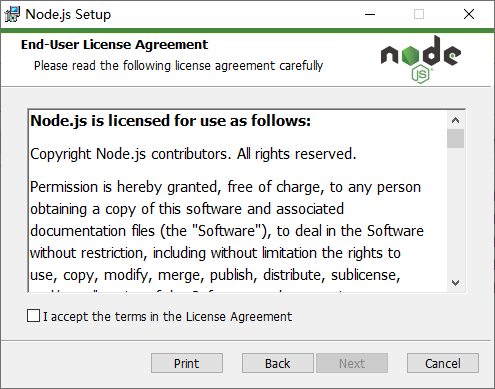 Node.js Setup
End-User License Agreement
Please read the following license agreement carefully
node
JS
Node.js is licensed for use as follows:
Copyright Node.js contributors. All rights reserved.
Permission is hereby granted, free of charge, to any person
obtaining a copy of this software and associated
documentation files (the "Software"), to deal in the Software
without restriction, including without limitation the rights to
use, copy, modify, merge, publish, distribute, sublicense,
I accept the terms in the License Agreement
Print
Back
Next
Cancel